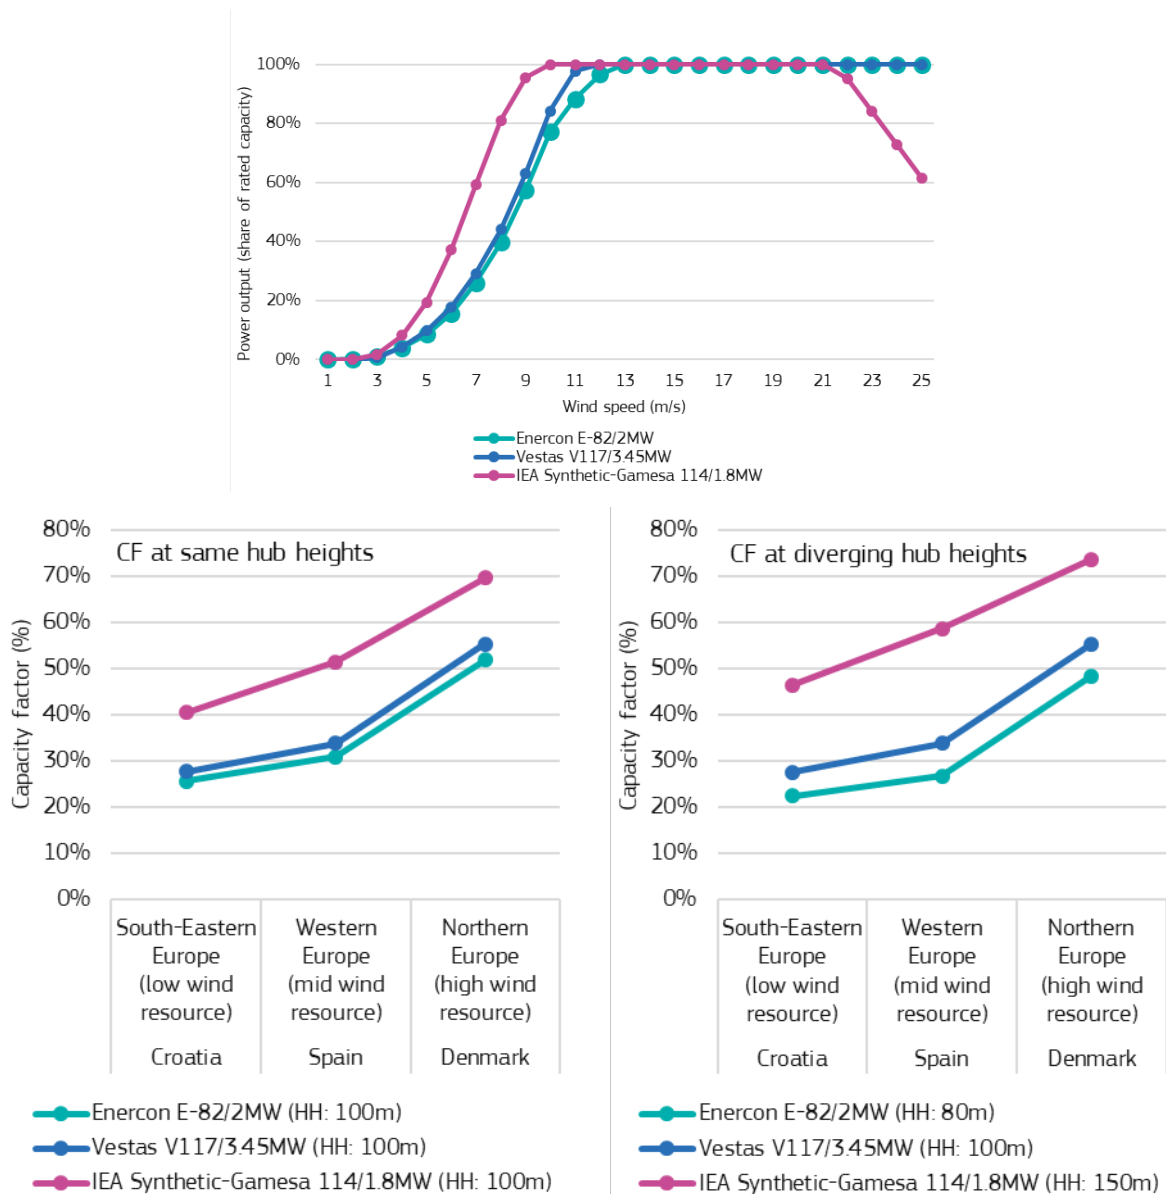 Power output (share of rated capacity)
100%
80%
60%
40%
20%
0%
1 3 5 7 9 11 13 15 17 19 21 23 25
Wind speed (m/s)
Enercon E-82/2MW
Vestas V117/3.45MW
IEA Synthetic-Gamesa 114/1.8MW
CF at same hub heights
Capacity factor (%)
80%
70%
60%
50%
40%
30%
20%
10%
0%
South-Eastern Europe (low wind resource)
Western Europe (mid wind resource)
Northern Europe (high wind resource)
Croatia Spain Denmark
Enercon E-82/2MW (HH: 100m)
Vestas V117/3.45MW (HH: 100m)
IEA Synthetic-Gamesa 114/1.8MW (HH: 100m)
CF at diverging hub heights
Capacity factor (%)
80%
70%
60%
50%
40%
30%
20%
10%
0%
South-Eastern Europe (low wind resource)
Western Europe (mid wind resource)
Northern Europe (high wind resource)
Croatia Spain Denmark
Enercon E-82/2MW (HH: 80m)
Vestas V117/3.45MW (HH: 100m)
IEA Synthetic-Gamesa 114/1.8MW (HH: 150m)